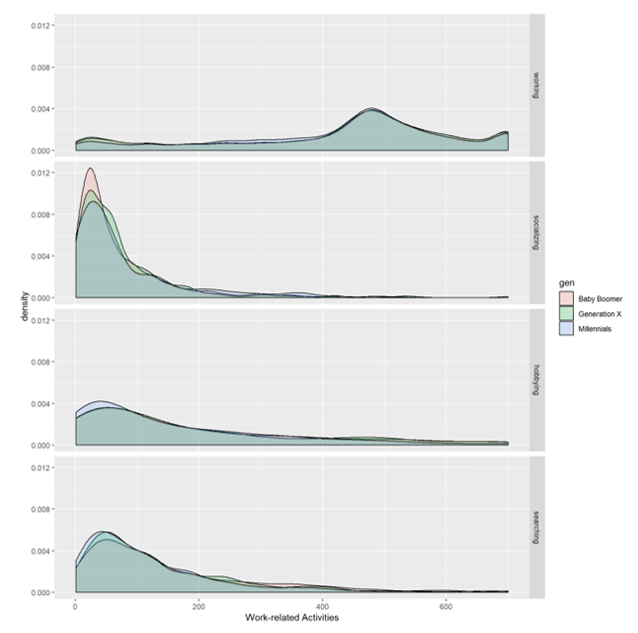 0.012
0.008
0.004
0.000
working
0.012
0.008
0.004
0.000
socializing
0.012
0.008
0.004
0.000
hobbying
0.012
0.008
0.004
0.000
searching
density
0 200 400 600
Work-related Activities
gen
Baby Boomer
Generation X
Millennials